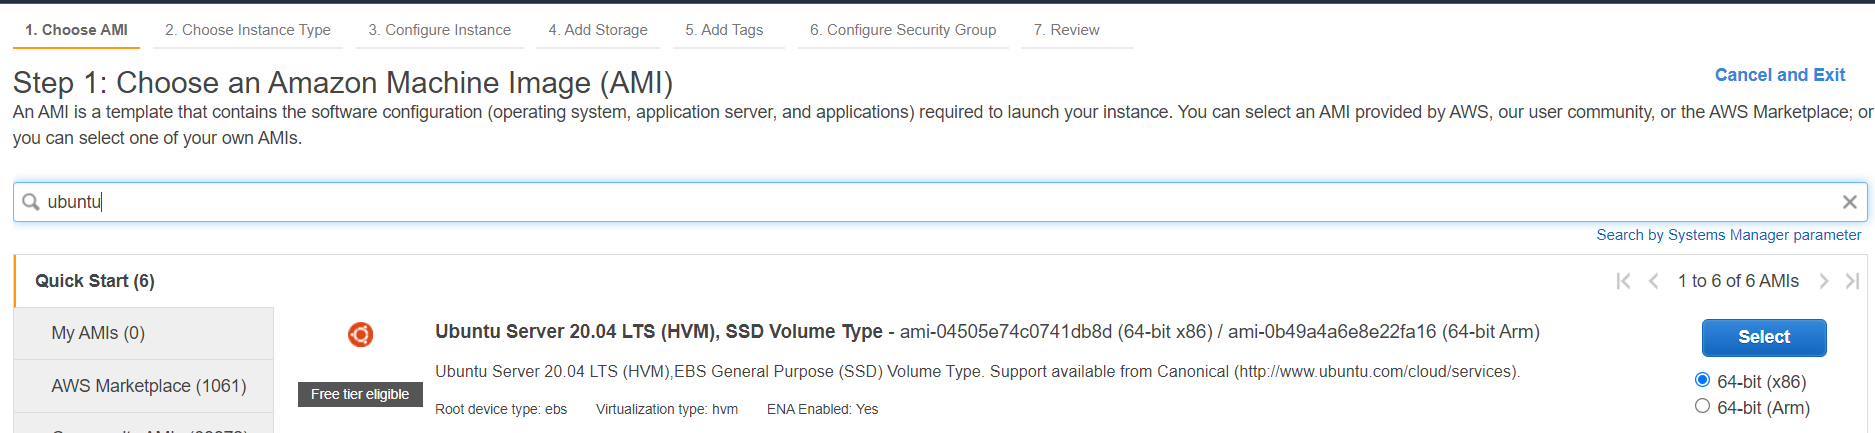 1. Choose AMI 2. Choose Instance Type 3. Configure Instance 4. Add Storage 5. Add Tags 6. Configure Security Group 7. Review
Step 1: Choose an Amazon Machine Image (AMI)
Cancel and Exit
An AMI is a template that contains the software configuration (operating system, application server, and applications) required to launch your instance. You can select an AMI provided by AWS, our user community, or the AWS Marketplace; or
you can select one of your own AMIs.
ubuntu
Search by Systems Manager parameter
Quick Start (6)
1 to 6 of 6 AMIs
My AMIs (0)
AWS Marketplace (1061)
Free tier eligible
Ubuntu Server 20.04 LTS (HVM), SSD Volume Type - ami-04505e74c0741db8d (64-bit x86) / ami-0b49a4a6e8e22fa16 (64-bit Arm)
Ubuntu Server 20.04 LTS (HVM),EBS General Purpose (SSD) Volume Type. Support available from Canonical (http://www.ubuntu.com/cloud/services).
Root device type: ebs Virtualization type: hvm ENA Enabled: Yes
Select
64-bit (x86)
64-bit (Arm)